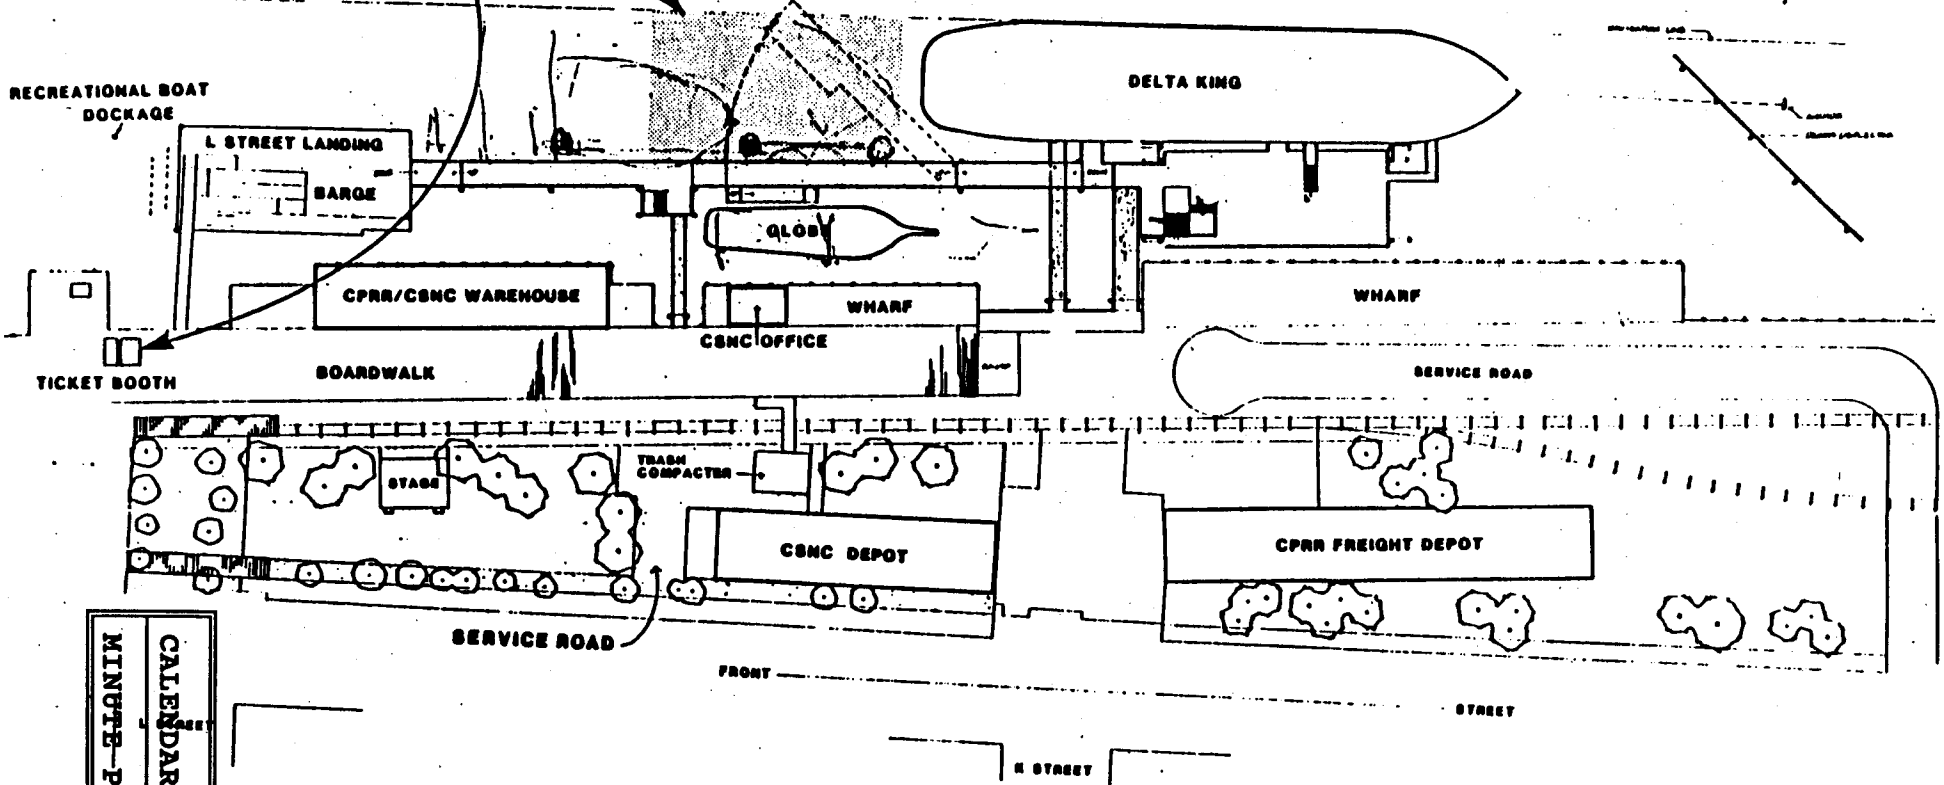 RECREATIONAL BOAT
DOCKAGE
DELTA KING
L STREET LANDING
BARGE
GLOBE
CPRR/CSNC WAREHOUSE
WHARF
WHARF
CSNC OFFICE
TICKET BOOTH
BOARDWALK
SERVICE ROAD
TRASH
COMPACTER
STAGE
CSNC DEPOT
CPRR FREIGHT DEPOT
SERVICE ROAD
FRONT
STREET
L STREET
K STREET
CALENDAR
MINUTE P